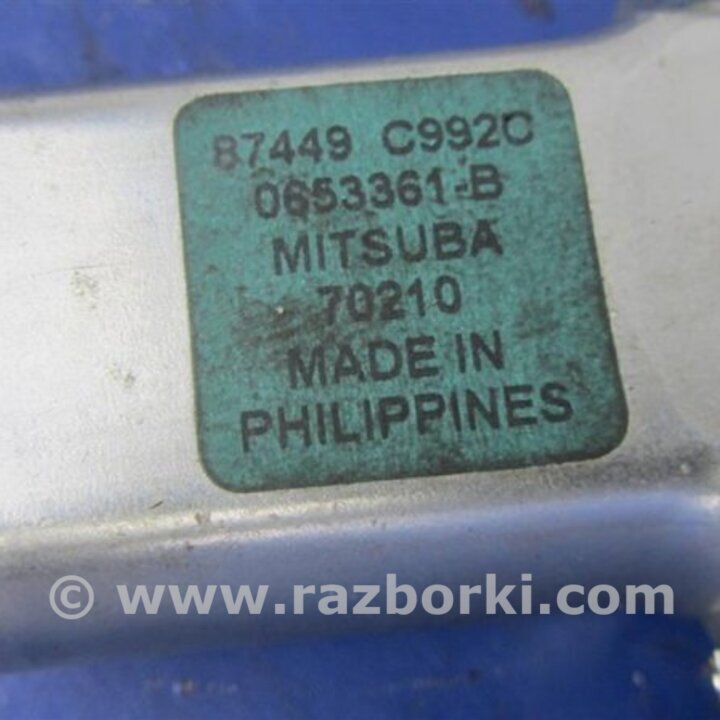 87449 C992C
0653361-B
MITSUBA
70210
MADE IN
PHILIPPINES
© www.razborki.com